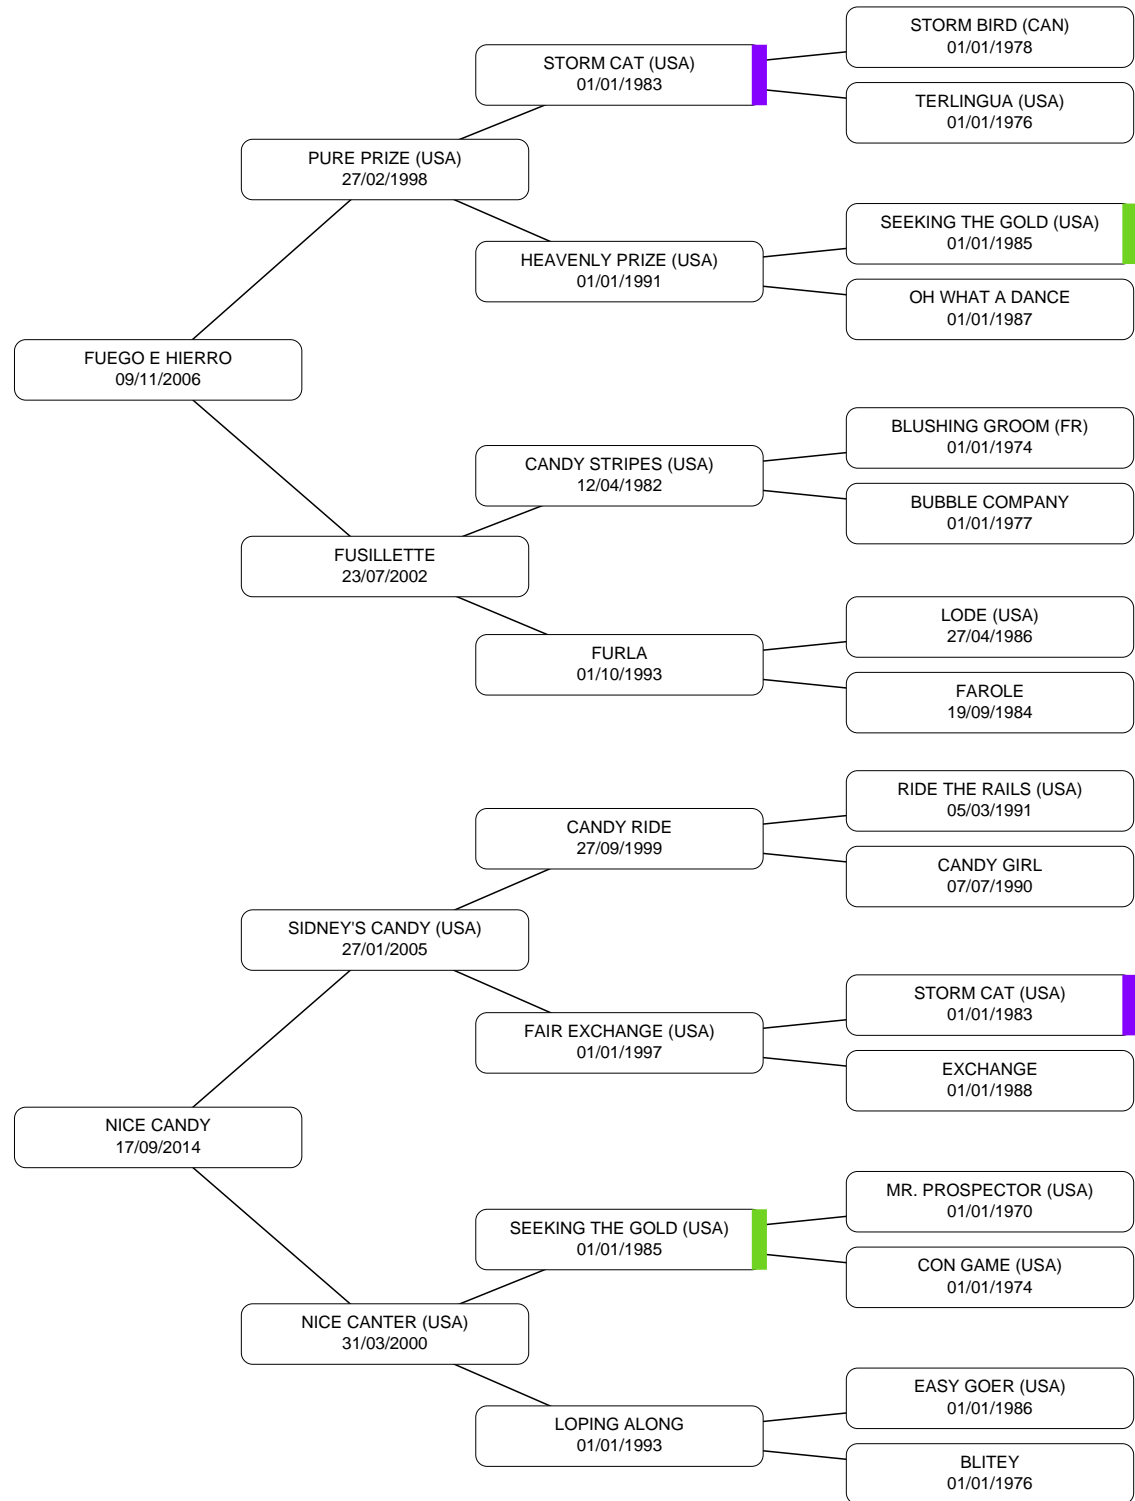 STORM BIRD (CAN)
01/01/1978
STORM CAT (USA)
01/01/1983
TERLINGUA (USA)
01/01/1976
PURE PRIZE (USA)
27/02/1998
SEEKING THE GOLD (USA)
01/01/1985
HEAVENLY PRIZE (USA)
01/01/1991
OH WHAT A DANCE
01/01/1987
FUEGO E HIERRO
09/11/2006
BLUSHING GROOM (FR)
01/01/1974
CANDY STRIPES (USA)
12/04/1982
BUBBLE COMPANY
01/01/1977
FUSILLETTE
23/07/2002
LODE (USA)
27/04/1986
FURLA
01/10/1993
FAROLE
19/09/1984
RIDE THE RAILS (USA)
05/03/1991
CANDY RIDE
27/09/1999
CANDY GIRL
07/07/1990
SIDNEY'S CANDY (USA)
27/01/2005
STORM CAT (USA)
01/01/1983
FAIR EXCHANGE (USA)
01/01/1997
EXCHANGE
01/01/1988
NICE CANDY
17/09/2014
MR. PROSPECTOR (USA)
01/01/1970
SEEKING THE GOLD (USA)
01/01/1985
CON GAME (USA)
01/01/1974
NICE CANTER (USA)
31/03/2000
EASY GOER (USA)
01/01/1986
LOPING ALONG
01/01/1993
BLITEY
01/01/1976